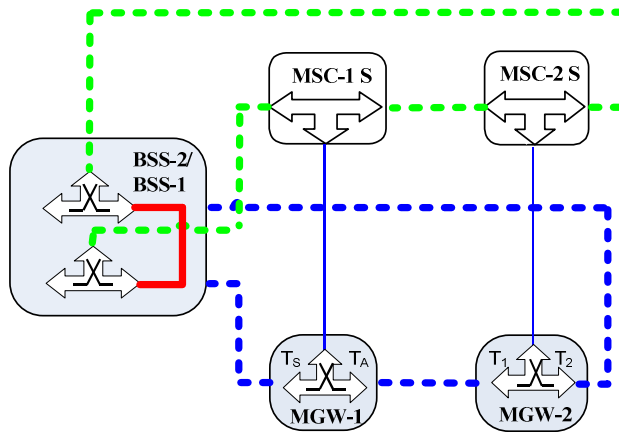 MSC-1 S
MSC-2 S
BSS-2/
BSS-1
TS TA
MGW-1
T1 T2
MGW-2